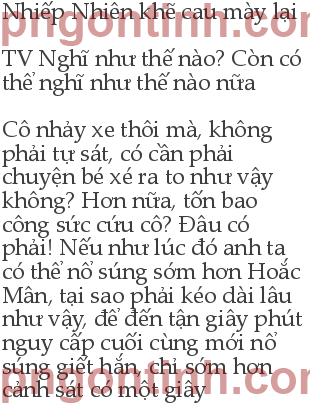 Nhiếp Nhiên khẽ cau mày lại
pngontinh.com
TV Nghĩ như thế nào? Còn có
thể nghĩ như thế nào nữa
Cô nhảy xe thôi mà, không
phải tự sát, có cần phải
chuyện bé xé ra to như vậy
không? Hơn nữa, tốn bao
công sức cứu cô? Đâu có
phải! Nếu như lúc đó anh ta
có thể nổ súng sớm hơn Hoắc
Mân, tại sao phải kéo dài lâu
như vậy, để đến tận giây phút
nguy cấp cuối cùng mới nổ
súng giết hắn, chỉ sớm hơn
pngontinh.com
cảnh sát có một giây